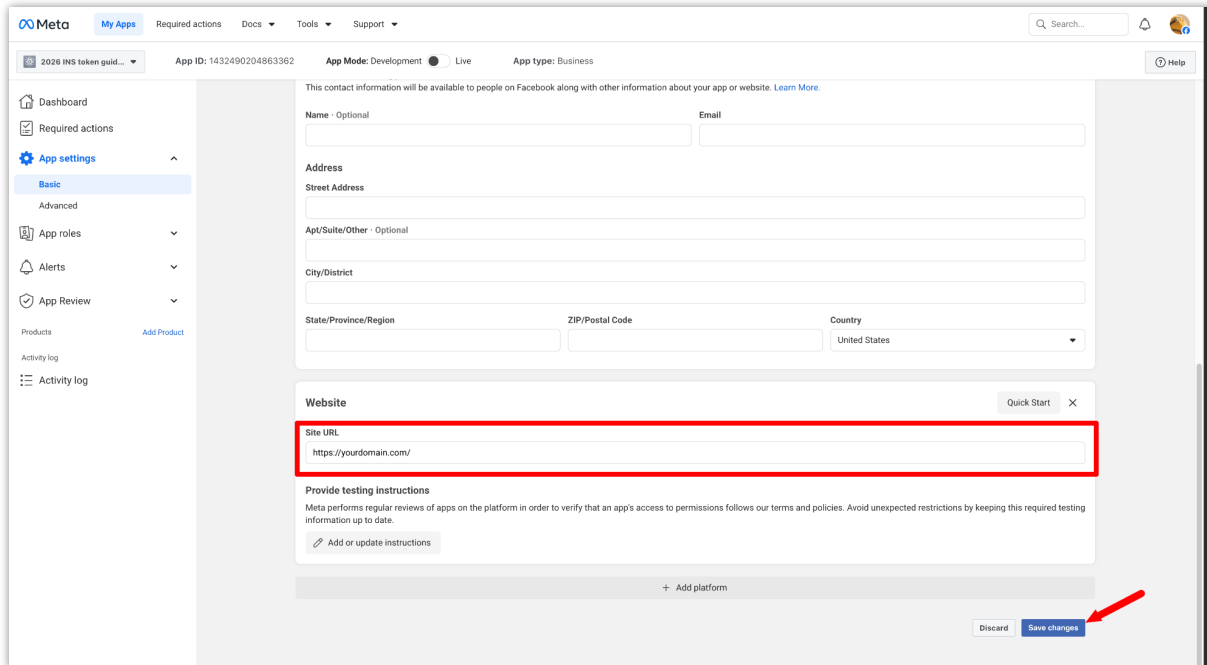 Meta My Apps Required actions Docs Tools Support Search...
2026 INS token guid... App ID: 1432490204863362 App Mode: Development Live App type: Business Help
Dashboard
Required actions
App settings
Basic
Advanced
App roles
Alerts
App Review
Products Add Product
Activity log
Activity log
This contact information will be available to people on Facebook along with other information about your app or website. Learn More.
Name · Optional Email
Address
Street Address
Apt/Suite/Other · Optional
City/District
State/Province/Region ZIP/Postal Code Country
United States
Website Quick Start
Site URL
https://yourdomain.com/
Provide testing instructions
Meta performs regular reviews of apps on the platform in order to verify that an app's access to permissions follows our terms and policies. Avoid unexpected restrictions by keeping this required testing
information up to date.
Add or update instructions
+ Add platform
Discard Save changes